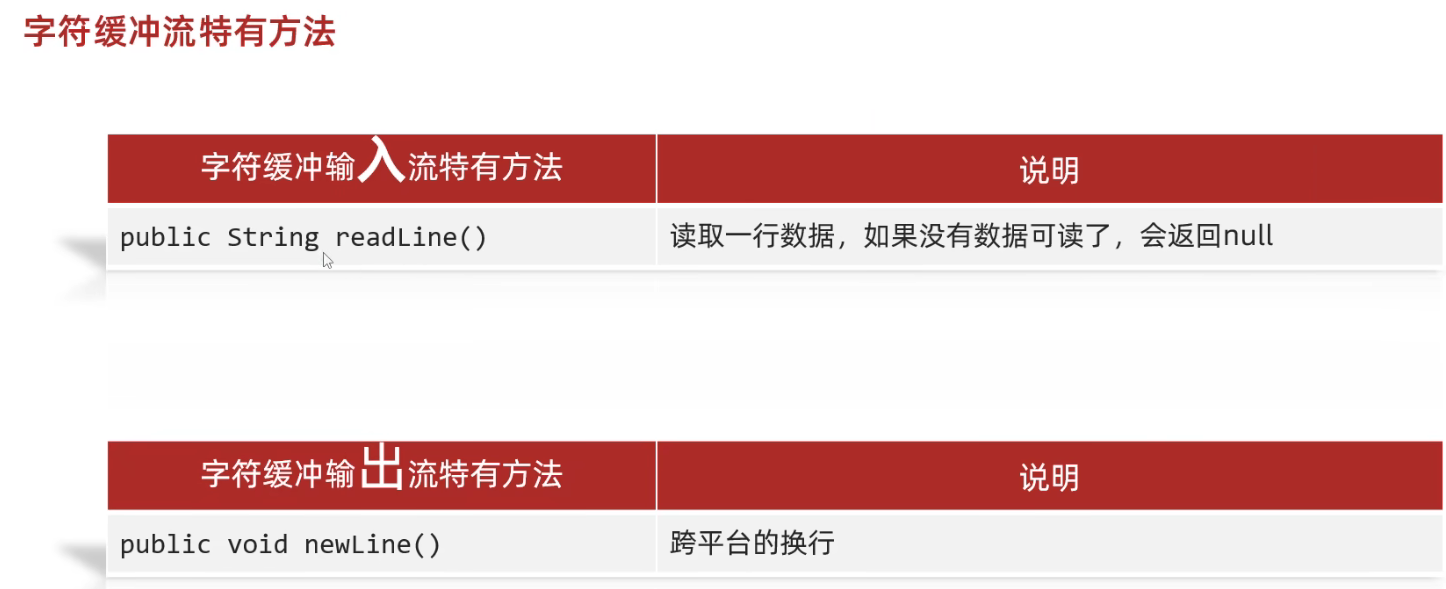 字符缓冲流特有方法
字符缓冲输入流特有方法 说明
public String readLine() 读取一行数据，如果没有数据可读了，会返回null
字符缓冲输出流特有方法 说明
public void newLine() 跨平台的换行